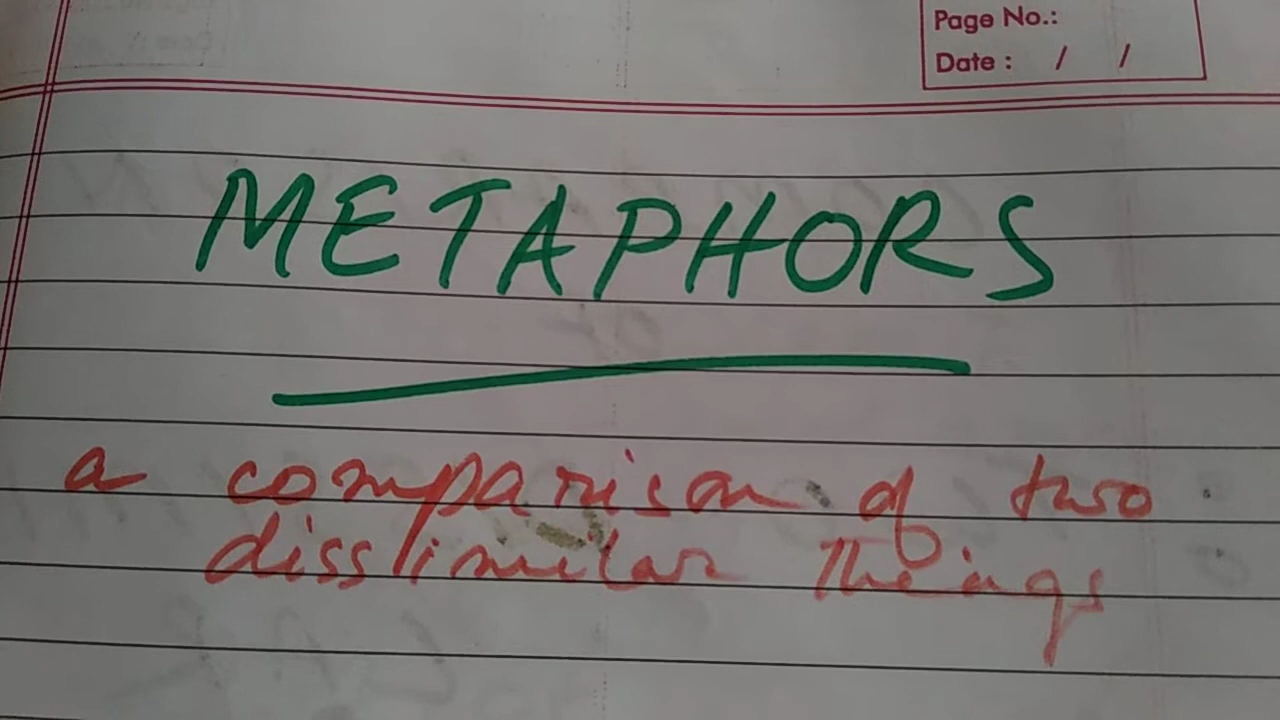 Page No.:
Date : / /
METAPHORS
a comparison of two
dissimilar things